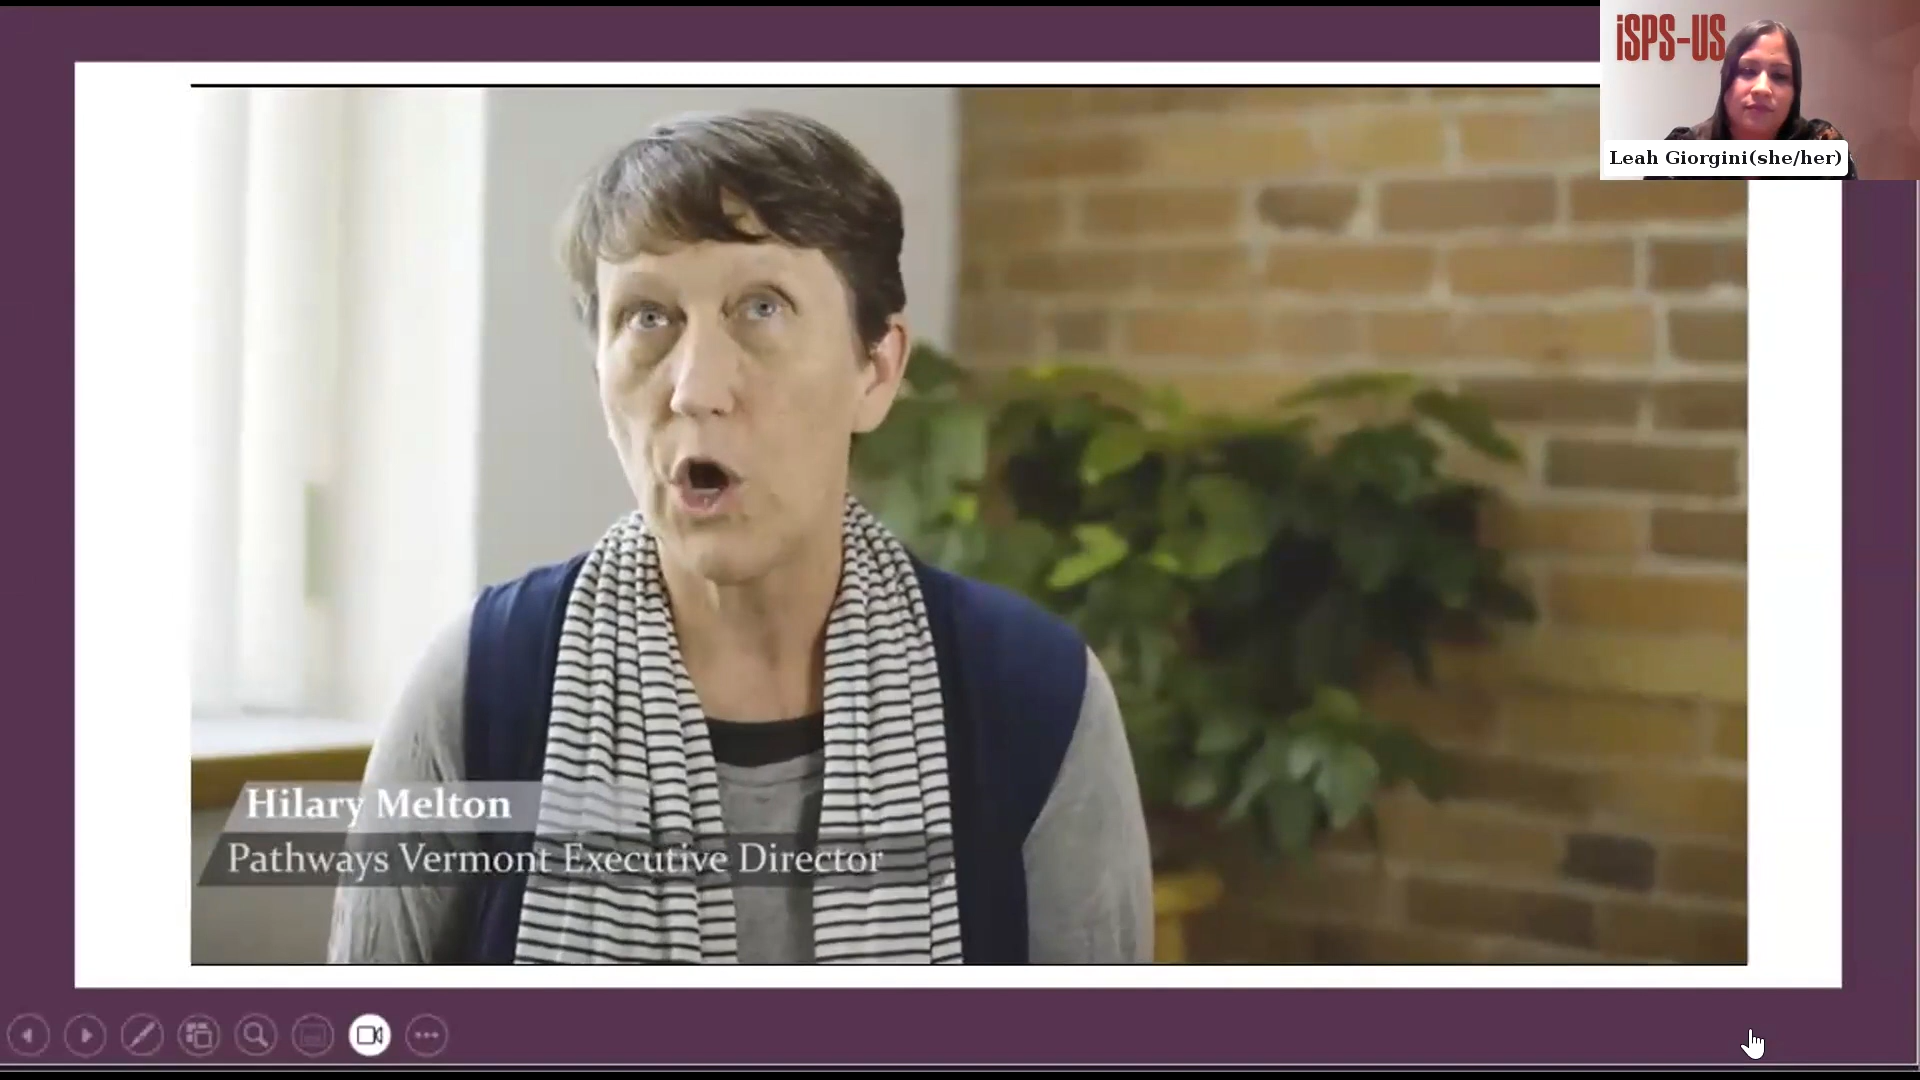 iSPS-US
Leah Giorgini(she/her)
Hilary Melton
Pathways Vermont Executive Director